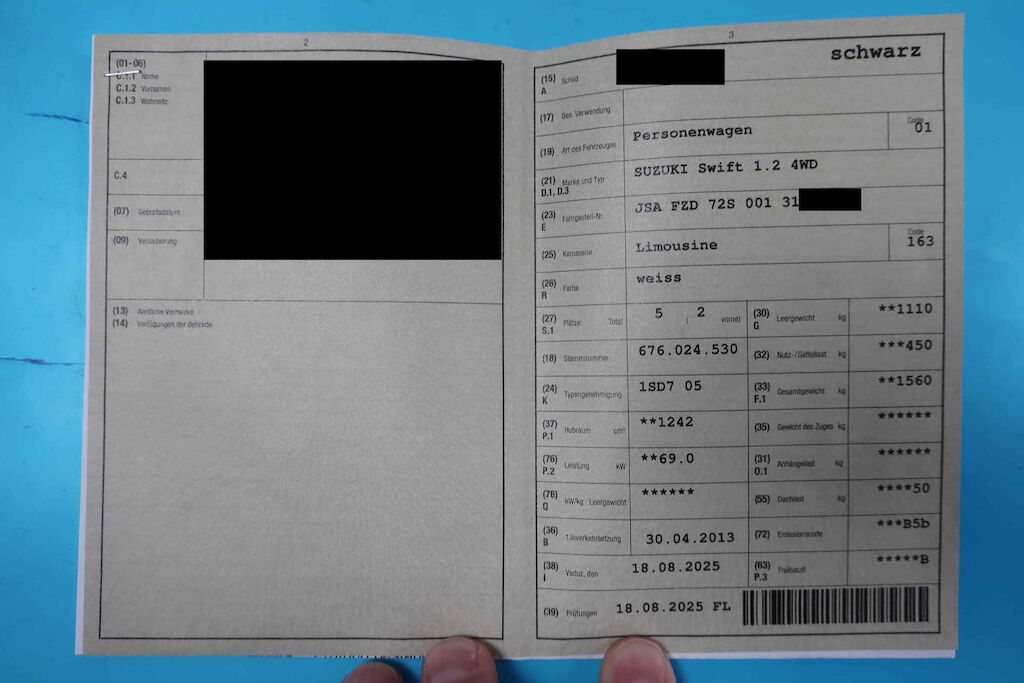 2
(01-06)
C.1.1 Name
C.1.2 Vornamen
C.1.3 Wohnsitz
C.4
(07) Geburtsdatum
(09) Versicherung
(13) Amtliche Vermerke
(14) Verfügungen der Behörde
3
schwarz
(15) Schild
A
(17) Bes. Verwendung
(19) Art des Fahrzeuges Personenwagen Code 01
(21) Marke und Typ SUZUKI Swift 1.2 4WD
D.1, D.3
(23) Fahrgestell-Nr. JSA FZD 72S 001 31
E
(25) Karosserie Limousine Code 163
(26) Farbe weiss
R
(27) Plätze: Total 5 ( 2 vorne) (30) Leergewicht kg **1110
S.1 G
(18) Stammnummer 676.024.530 (32) Nutz-/Sattellast kg ***450
(24) Typengenehmigung 1SD7 05 (33) Gesamtgewicht kg **1560
K F.1
(37) Hubraum cm³ **1242 (35) Gewicht des Zuges kg ******
P.1
(76) Leistung kW **69.0 (31) Anhängelast kg ******
P.2 O.1
(78) kW/kg Leergewicht ****** (55) Dachlast kg ****50
Q
(36) 1.Inverkehrsetzung 30.04.2013 (72) Emissionscode ***B5b
B
(38) Vaduz, den 18.08.2025 (63) Treibstoff *****B
I P.3
(39) Prüfungen 18.08.2025 FL